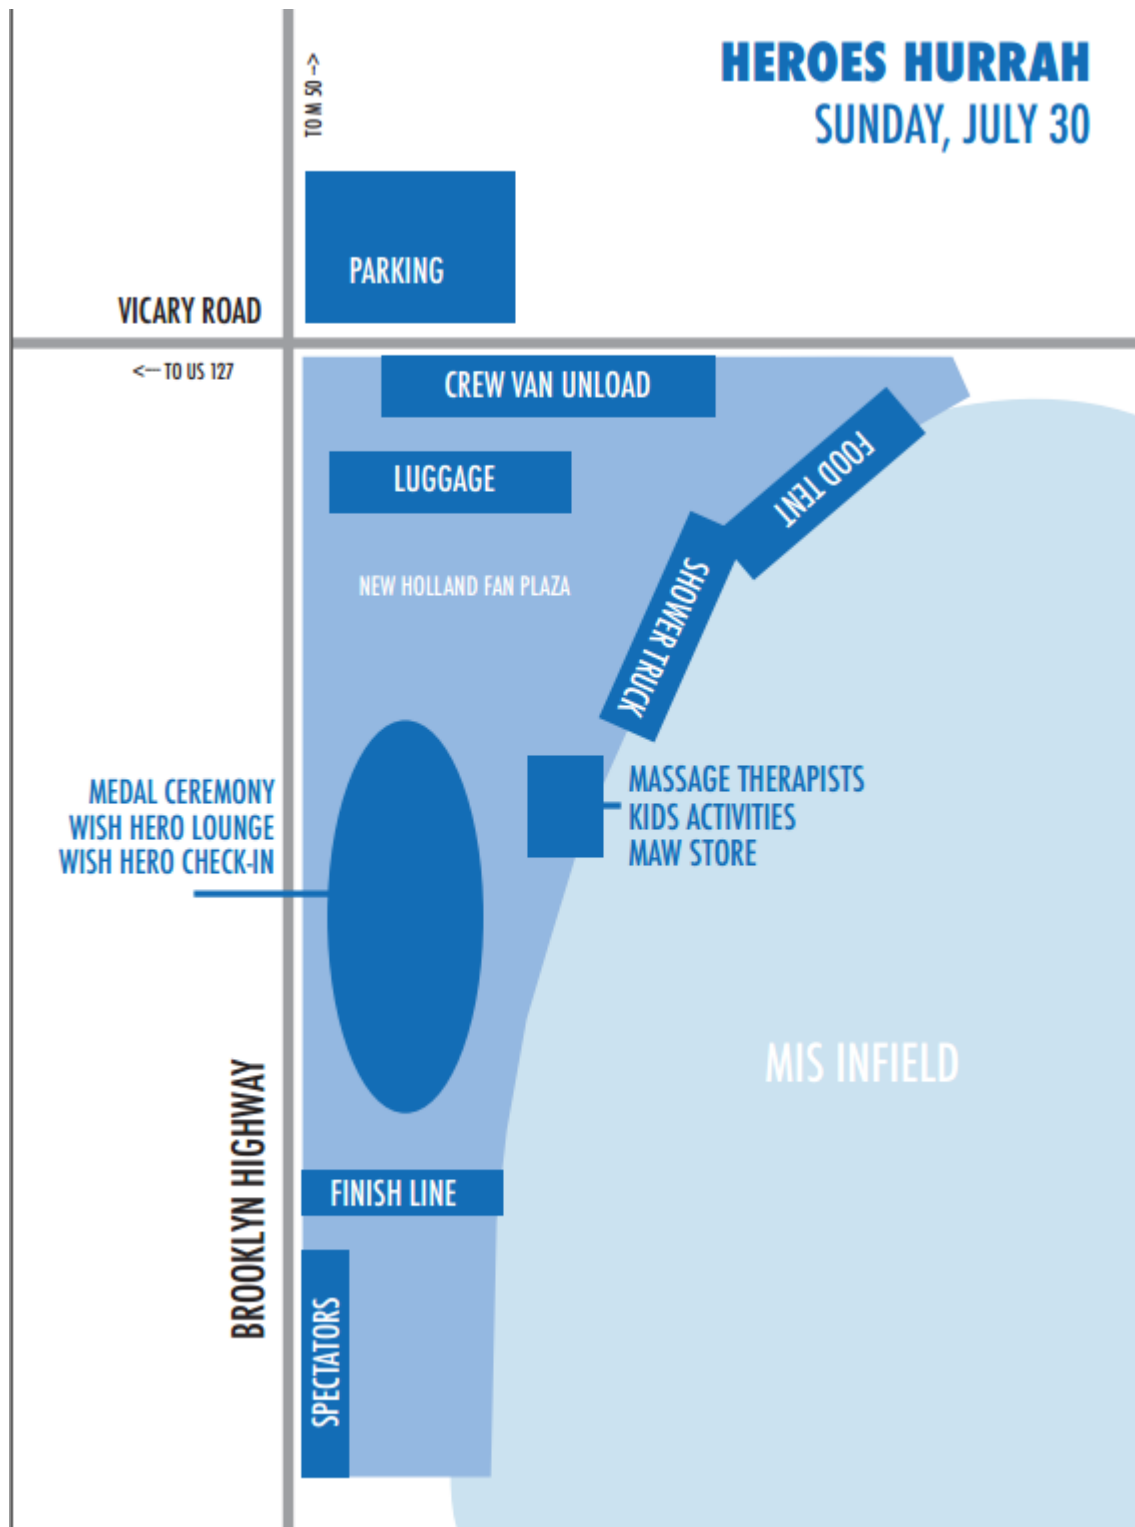 HEROES HURRAH
SUNDAY, JULY 30
TO M 50 -->
PARKING
VICARY ROAD
<-- TO US 127
CREW VAN UNLOAD
FOOD TENT
LUGGAGE
NEW HOLLAND FAN PLAZA
SHOWER TRUCK
MEDAL CEREMONY
WISH HERO LOUNGE
WISH HERO CHECK-IN
MASSAGE THERAPISTS
KIDS ACTIVITIES
MAW STORE
MIS INFIELD
BROOKLYN HIGHWAY
FINISH LINE
SPECTATORS